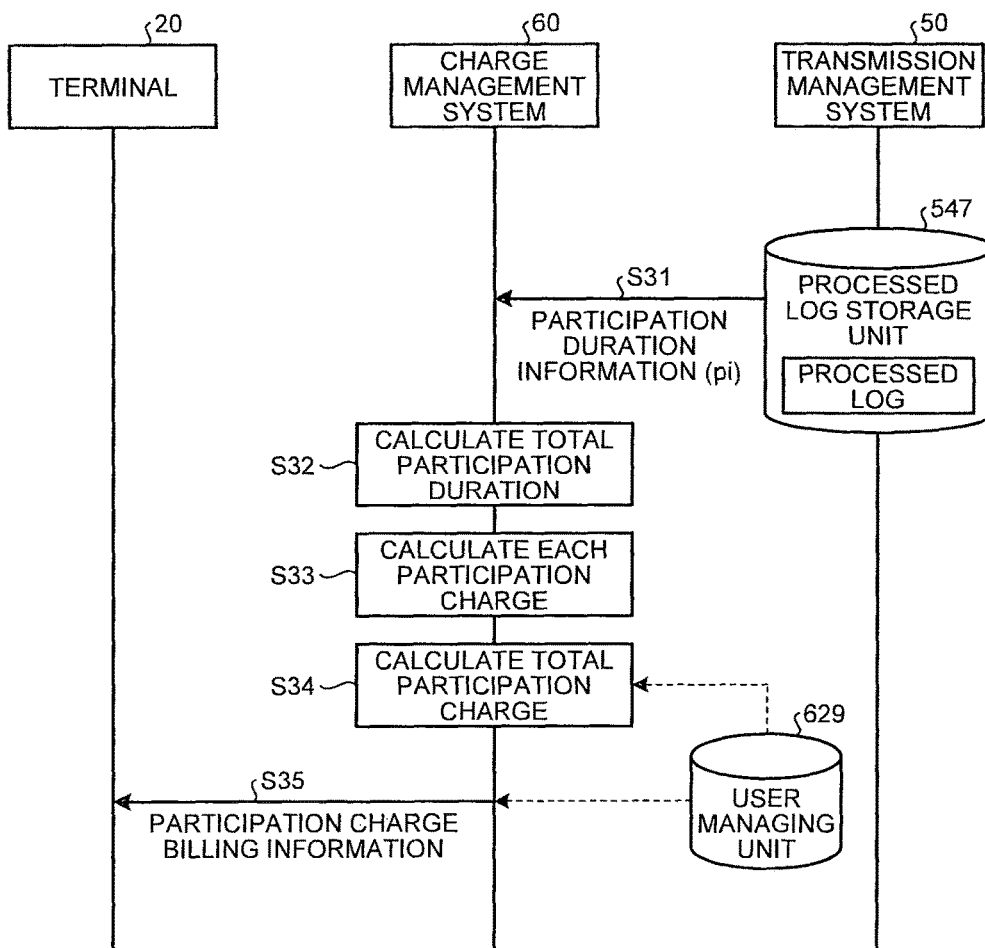 20
60
50
TERMINAL
CHARGE
MANAGEMENT
SYSTEM
TRANSMISSION
MANAGEMENT
SYSTEM
547
PROCESSED
LOG STORAGE
UNIT
PROCESSED
LOG
S31
PARTICIPATION
DURATION
INFORMATION (pi)
S32
CALCULATE TOTAL
PARTICIPATION
DURATION
S33
CALCULATE EACH
PARTICIPATION
CHARGE
S34
CALCULATE TOTAL
PARTICIPATION
CHARGE
629
USER
MANAGING
UNIT
S35
PARTICIPATION CHARGE
BILLING INFORMATION